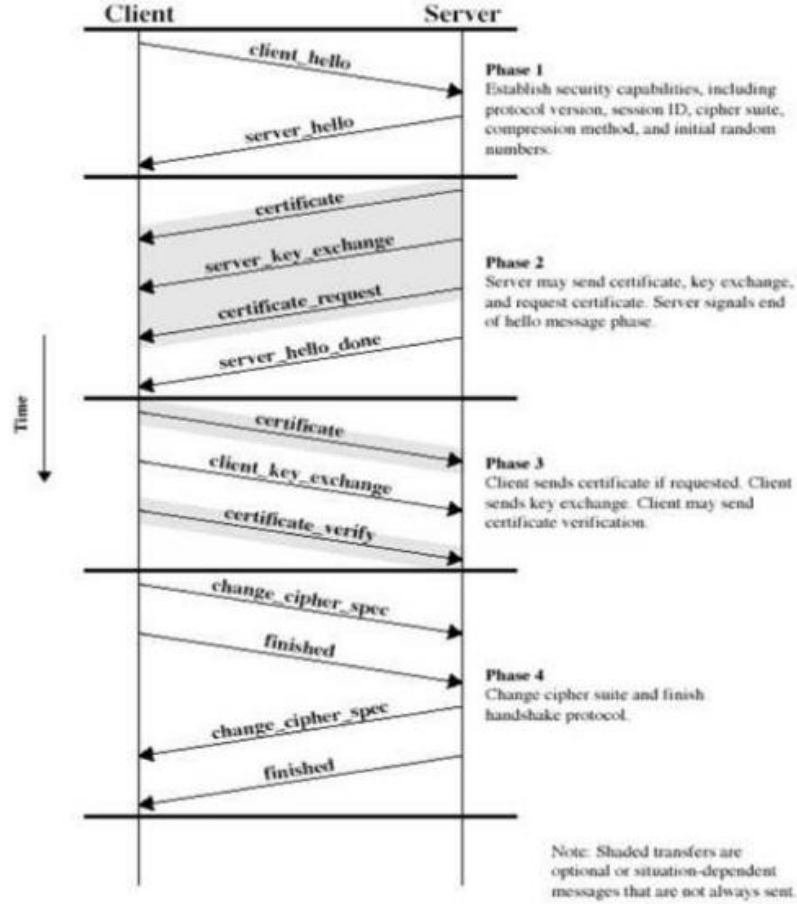 Client
Server
client_hello
Phase 1
Establish security capabilities, including
protocol version, session ID, cipher suite,
compression method, and initial random
numbers.
server_hello
certificate
server_key_exchange
Phase 2
Server may send certificate, key exchange,
and request certificate. Server signals end
of hello message phase.
certificate_request
server_hello_done
Time
certificate
client_key_exchange
Phase 3
Client sends certificate if requested. Client
sends key exchange. Client may send
certificate verification.
certificate_verify
change_cipher_spec
finished
Phase 4
Change cipher suite and finish
handshake protocol.
change_cipher_spec
finished
Note: Shaded transfers are
optional or situation-dependent
messages that are not always sent.